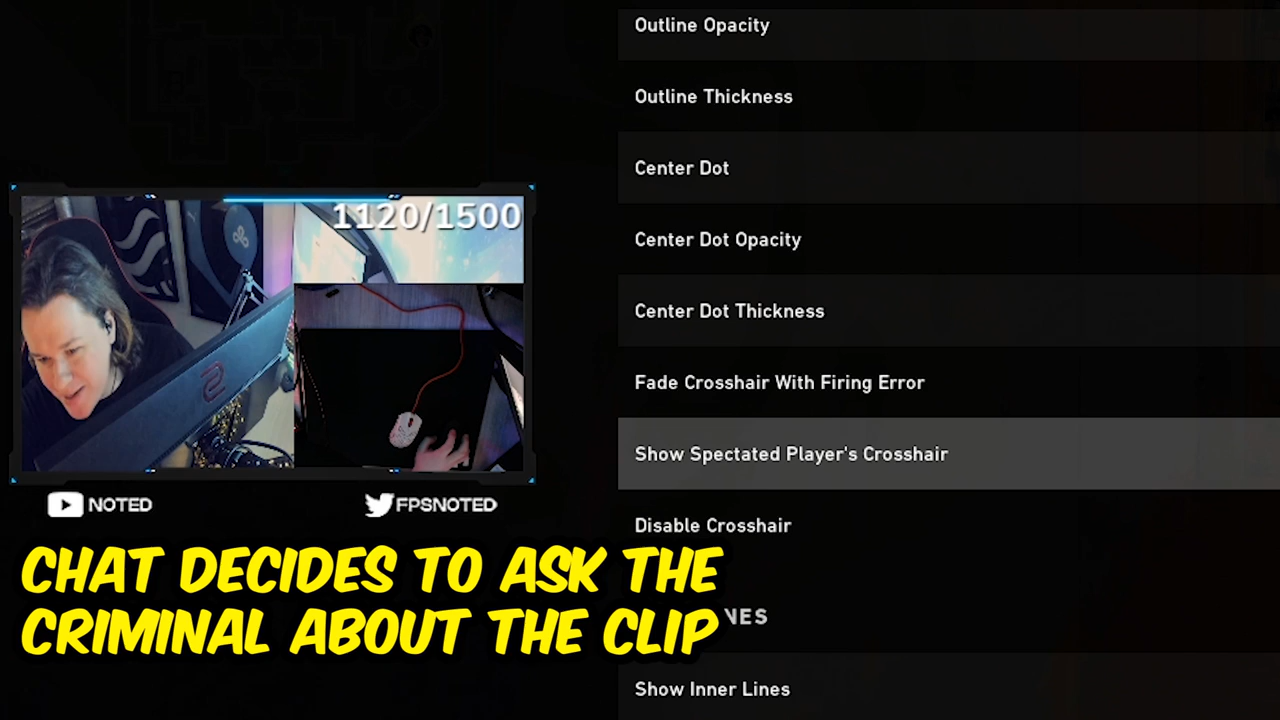 Outline Opacity
Outline Thickness
Center Dot
1120/1500
Center Dot Opacity
Center Dot Thickness
Fade Crosshair With Firing Error
Show Spectated Player's Crosshair
NOTED
FPSNOTED
Disable Crosshair
CHAT DECIDES TO ASK THE
CRIMINAL ABOUT THE CLIP
Show Inner Lines